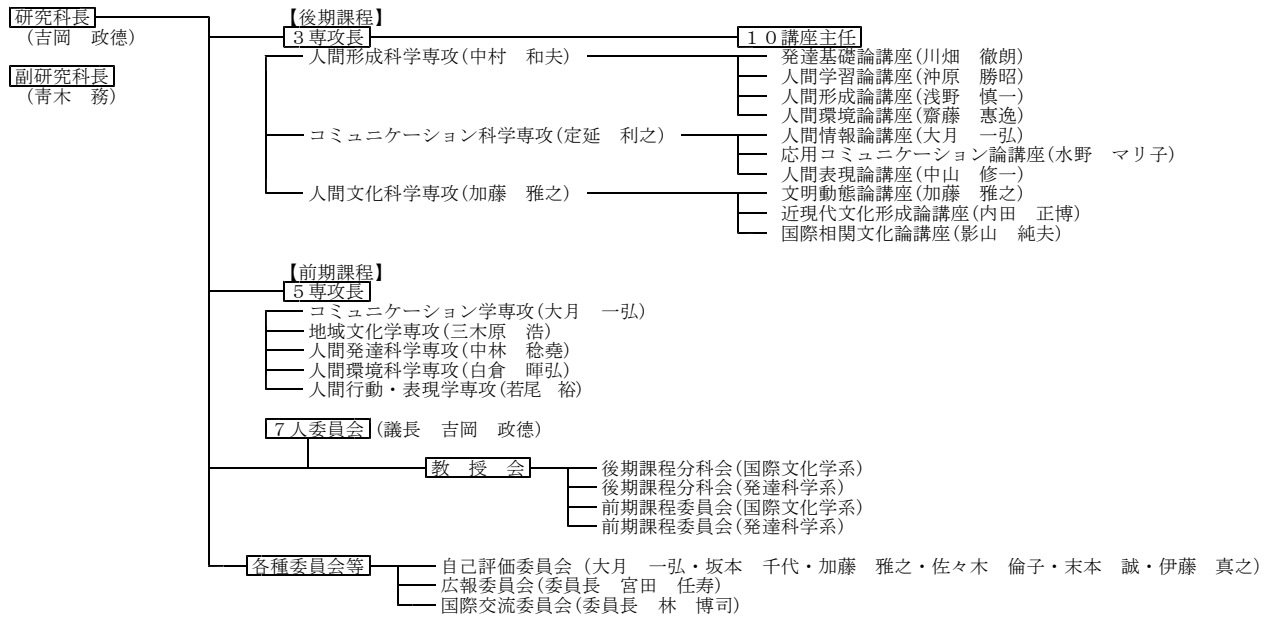 研究科長
(吉岡　政徳)
副研究科長
(青木　務)
【後期課程】
３専攻長
１０講座主任
人間形成科学専攻(中村　和夫)
発達基礎論講座(川畑　徹朗)
人間学習論講座(沖原　勝昭)
人間形成論講座(浅野　慎一)
人間環境論講座(齋藤　惠逸)
コミュニケーション科学専攻(定延　利之)
人間情報論講座(大月　一弘)
応用コミュニケーション論講座(水野　マリ子)
人間表現論講座(中山　修一)
人間文化科学専攻(加藤　雅之)
文明動態論講座(加藤　雅之)
近現代文化形成論講座(内田　正博)
国際相関文化論講座(影山　純夫)
【前期課程】
５専攻長
コミュニケーション学専攻(大月　一弘)
地域文化学専攻(三木原　浩)
人間発達科学専攻(中林　稔堯)
人間環境科学専攻(白倉　暉弘)
人間行動・表現学専攻(若尾　裕)
７人委員会 (議長　吉岡　政徳)
教　授　会
後期課程分科会(国際文化学系)
後期課程分科会(発達科学系)
前期課程委員会(国際文化学系)
前期課程委員会(発達科学系)
各種委員会等
自己評価委員会 (大月　一弘・坂本　千代・加藤　雅之・佐々木　倫子・末本　誠・伊藤　真之)
広報委員会(委員長　宮田　任寿)
国際交流委員会(委員長　林　博司)